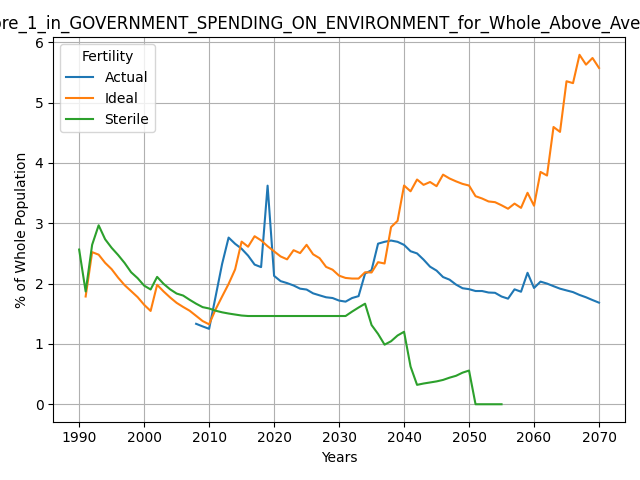 ore_1_in_GOVERNMENT_SPENDING_ON_ENVIRONMENT_for_Whole_Above_Ave
Fertility
Actual
Ideal
Sterile
% of Whole Population
6
5
4
3
2
1
0
1990 2000 2010 2020 2030 2040 2050 2060 2070
Years